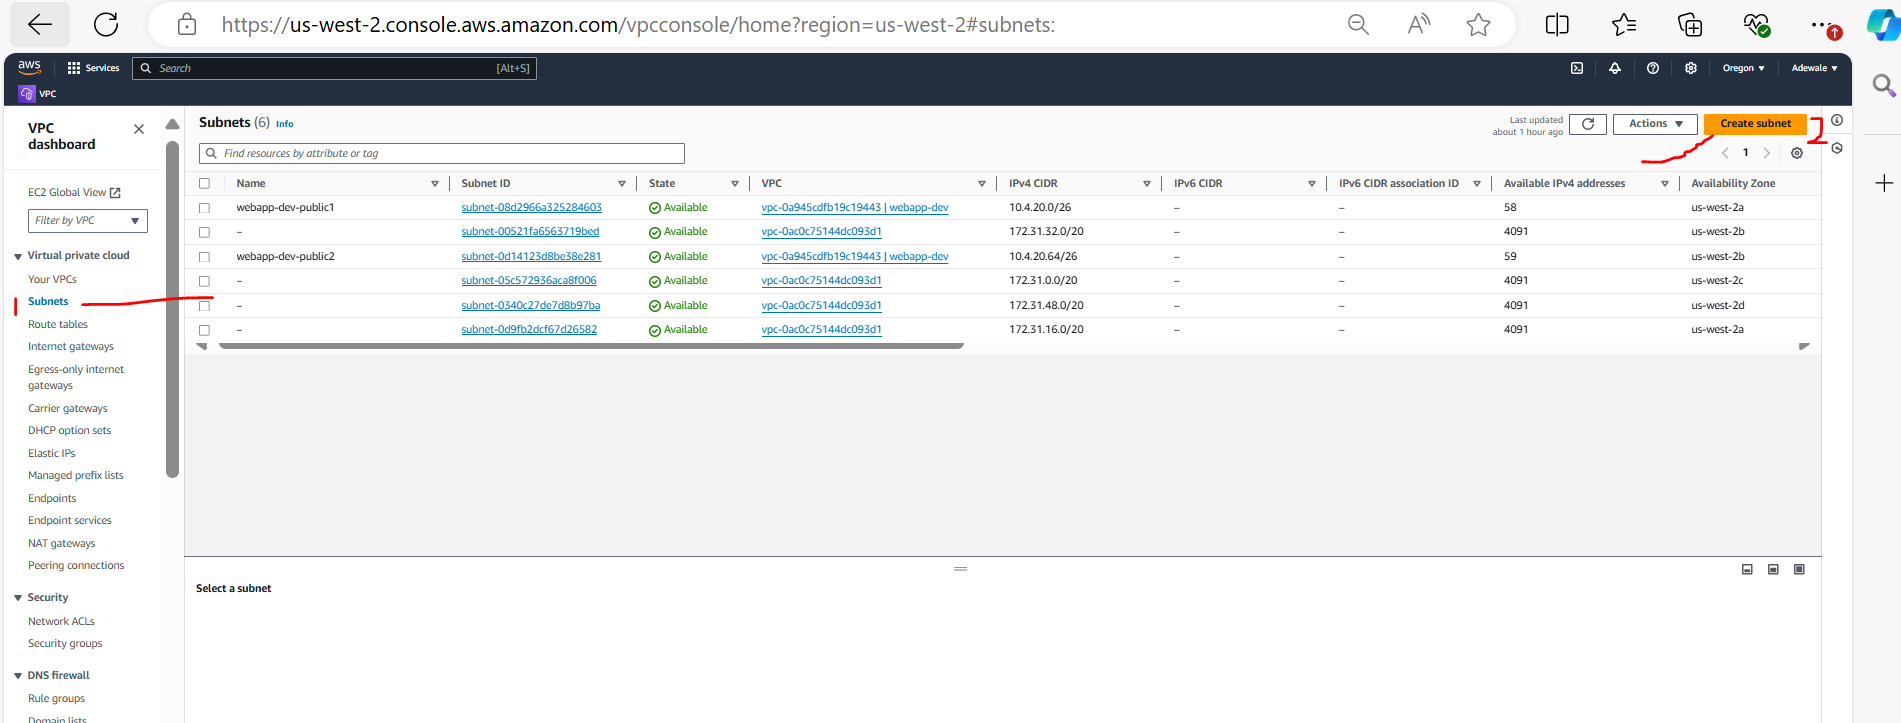 https://us-west-2.console.aws.amazon.com/vpcconsole/home?region=us-west-2#subnets:
aws Services Search [Alt+S] Oregon Adewale
VPC
VPC dashboard
EC2 Global View
Filter by VPC
Virtual private cloud
Your VPCs
Subnets
Route tables
Internet gateways
Egress-only internet gateways
Carrier gateways
DHCP option sets
Elastic IPs
Managed prefix lists
Endpoints
Endpoint services
NAT gateways
Peering connections
Security
Network ACLs
Security groups
DNS firewall
Rule groups
Domain lists
Subnets (6) Info
Last updated about 1 hour ago
Actions
Create subnet
Find resources by attribute or tag
1
Name Subnet ID State VPC IPv4 CIDR IPv6 CIDR IPv6 CIDR association ID Available IPv4 addresses Availability Zone
webapp-dev-public1 subnet-08d2966a325284603 Available vpc-0a945cdfb19c19443 | webapp-dev 10.4.20.0/26 – – 58 us-west-2a
– subnet-00521fa6563719bed Available vpc-0ac0c75144dc093d1 172.31.32.0/20 – – 4091 us-west-2b
webapp-dev-public2 subnet-0d14123d8be38e281 Available vpc-0a945cdfb19c19443 | webapp-dev 10.4.20.64/26 – – 59 us-west-2b
– subnet-05c572936aca8f006 Available vpc-0ac0c75144dc093d1 172.31.0.0/20 – – 4091 us-west-2c
– subnet-0340c27de7d8b97ba Available vpc-0ac0c75144dc093d1 172.31.48.0/20 – – 4091 us-west-2d
– subnet-0d9fb2dcf67d26582 Available vpc-0ac0c75144dc093d1 172.31.16.0/20 – – 4091 us-west-2a
Select a subnet